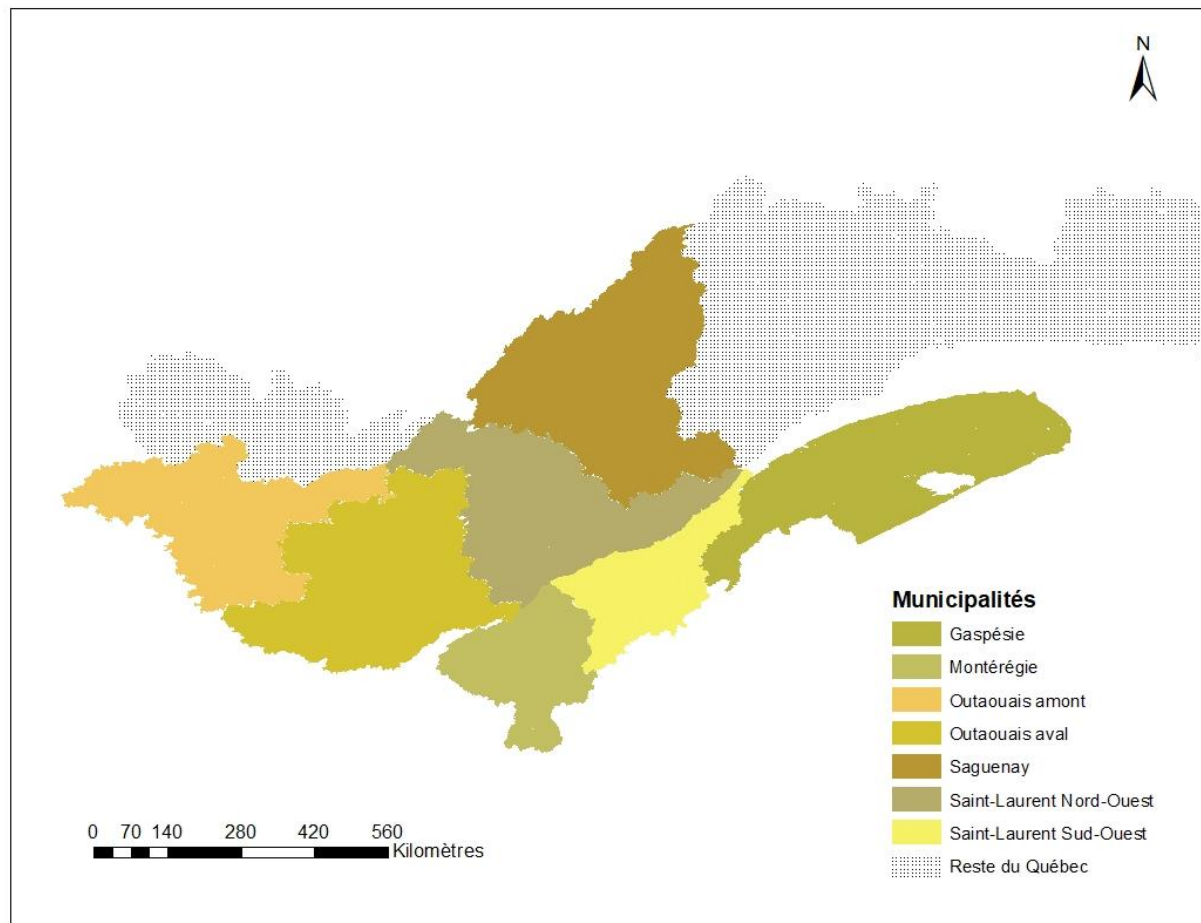 N
Municipalités
Gaspésie
Montérégie
Outaouais amont
Outaouais aval
Saguenay
Saint-Laurent Nord-Ouest
Saint-Laurent Sud-Ouest
Reste du Québec
0 70 140 280 420 560
Kilomètres